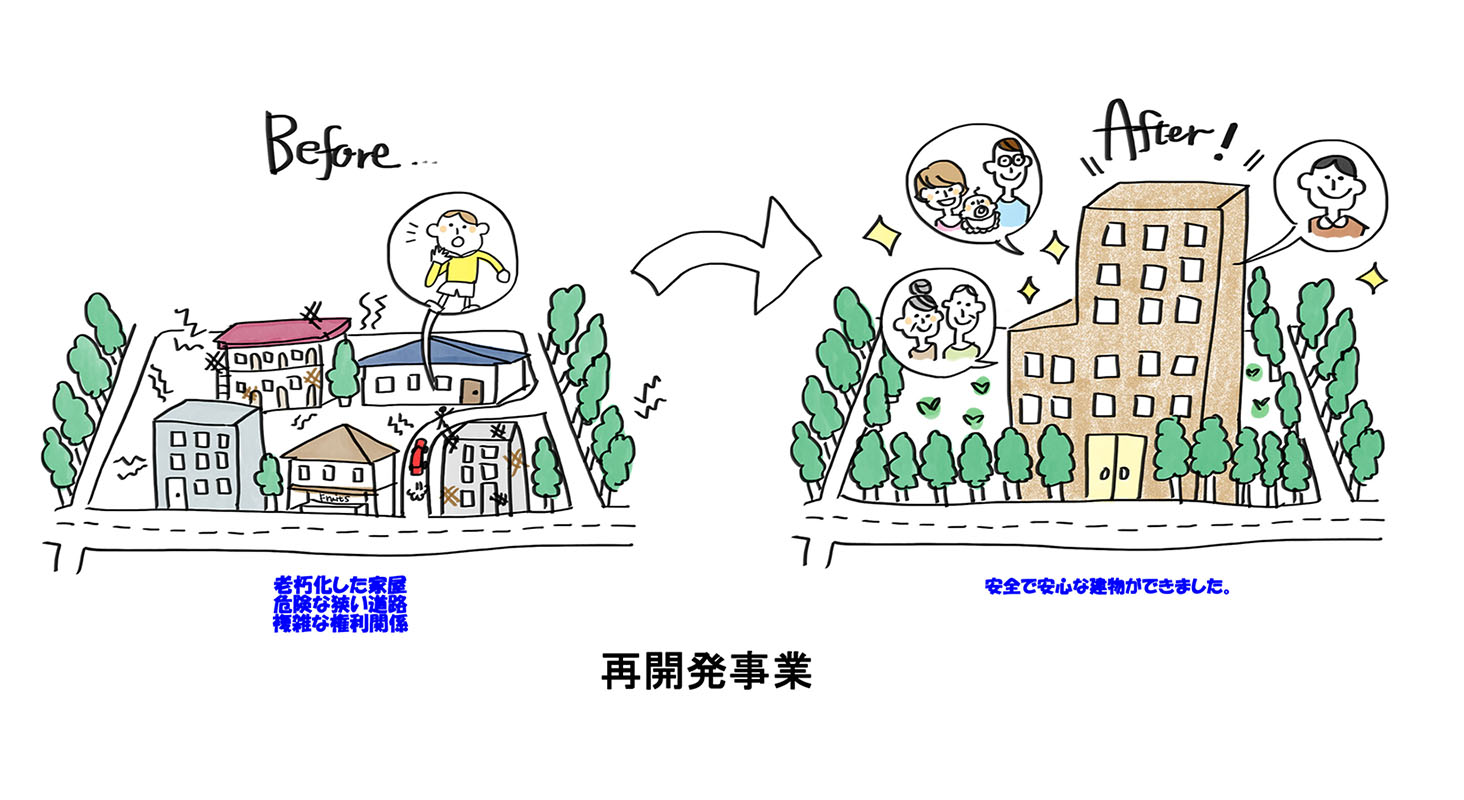 Before...
After!
Fruits
老朽化した家屋
危険な狭い道路
複雑な権利関係
安全で安心な建物ができました。
再開発事業